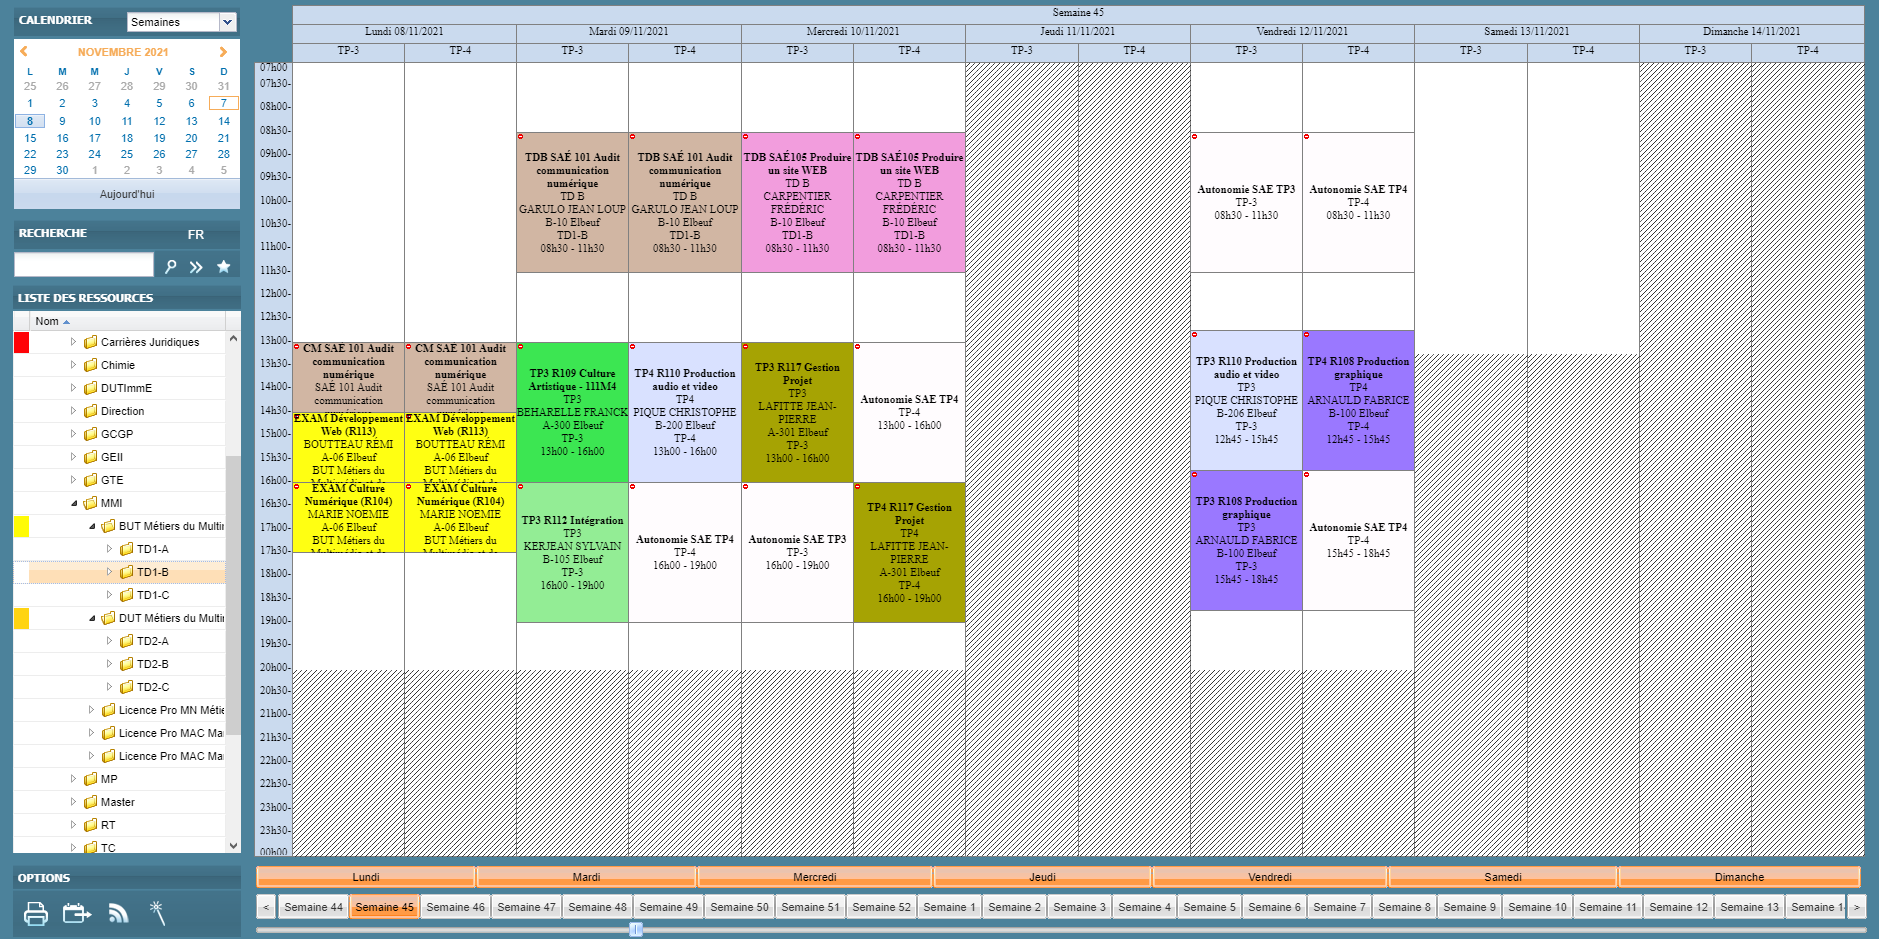 CALENDRIER
Semaines
NOVEMBRE 2021
L M M J V S D
25 26 27 28 29 30 31
1 2 3 4 5 6 7
8 9 10 11 12 13 14
15 16 17 18 19 20 21
22 23 24 25 26 27 28
29 30 1 2 3 4 5
Aujourd'hui
RECHERCHE FR
LISTE DES RESSOURCES
Nom
Carrières Juridiques
Chimie
DUTImmE
Direction
GCGP
GEII
GTE
MMI
BUT Métiers du Multi
TD1-A
TD1-B
TD1-C
DUT Métiers du Multi
TD2-A
TD2-B
TD2-C
Licence Pro MN Métie
Licence Pro MAC Ma
Licence Pro MAC Ma
MP
Master
RT
TC
OPTIONS
Semaine 45
Lundi 08/11/2021 Mardi 09/11/2021 Mercredi 10/11/2021 Jeudi 11/11/2021 Vendredi 12/11/2021 Samedi 13/11/2021 Dimanche 14/11/2021
TP-3 TP-4 TP-3 TP-4 TP-3 TP-4 TP-3 TP-4 TP-3 TP-4 TP-3 TP-4 TP-3 TP-4
07h00
07h30-
08h00-
08h30-
09h00-
09h30-
10h00-
10h30-
11h00-
11h30-
12h00-
12h30-
13h00-
13h30-
14h00-
14h30-
15h00-
15h30-
16h00-
16h30-
17h00-
17h30-
18h00-
18h30-
19h00-
19h30-
20h00-
20h30-
21h00-
21h30-
22h00-
22h30-
23h00-
23h30-
00h00
CM SAÉ 101 Audit
communication
numérique
SAÉ 101 Audit
communication
EXAM Développement
Web (R113)
BOUTTEAU RÉMI
A-06 Elbeuf
BUT Métiers du
EXAM Culture
Numérique (R104)
MARIE NOEMIE
A-06 Elbeuf
BUT Métiers du
CM SAÉ 101 Audit
communication
numérique
SAÉ 101 Audit
communication
EXAM Développement
Web (R113)
BOUTTEAU RÉMI
A-06 Elbeuf
BUT Métiers du
EXAM Culture
Numérique (R104)
MARIE NOEMIE
A-06 Elbeuf
BUT Métiers du
TDB SAÉ 101 Audit
communication
numérique
TD B
GARULO JEAN LOUP
B-10 Elbeuf
TD1-B
08h30 - 11h30
TP3 R109 Culture
Artistique - 111M4
TP3
BEHARELLE FRANCK
A-300 Elbeuf
TP-3
13h00 - 16h00
TP3 R112 Intégration
TP3
KERJEAN SYLVAIN
B-105 Elbeuf
TP-3
16h00 - 19h00
TDB SAÉ 101 Audit
communication
numérique
TD B
GARULO JEAN LOUP
B-10 Elbeuf
TD1-B
08h30 - 11h30
TP4 R110 Production
audio et video
TP4
PIQUE CHRISTOPHE
B-200 Elbeuf
TP-4
13h00 - 16h00
Autonomie SAE TP4
TP-4
16h00 - 19h00
TDB SAÉ105 Produire
un site WEB
TD B
CARPENTIER
FRÉDÉRIC
B-10 Elbeuf
TD1-B
08h30 - 11h30
TP3 R117 Gestion
Projet
TP3
LAFITTE JEAN-
PIERRE
A-301 Elbeuf
TP-3
13h00 - 16h00
Autonomie SAE TP3
TP-3
16h00 - 19h00
TDB SAÉ105 Produire
un site WEB
TD B
CARPENTIER
FRÉDÉRIC
B-10 Elbeuf
TD1-B
08h30 - 11h30
Autonomie SAE TP4
TP-4
13h00 - 16h00
TP4 R117 Gestion
Projet
TP4
LAFITTE JEAN-
PIERRE
A-301 Elbeuf
TP-4
16h00 - 19h00
Autonomie SAE TP3
TP-3
08h30 - 11h30
TP3 R110 Production
audio et video
TP3
PIQUE CHRISTOPHE
B-206 Elbeuf
TP-3
12h45 - 15h45
TP3 R108 Production
graphique
TP3
ARNAULD FABRICE
B-100 Elbeuf
TP-3
15h45 - 18h45
Autonomie SAE TP4
TP-4
08h30 - 11h30
TP4 R108 Production
graphique
TP4
ARNAULD FABRICE
B-100 Elbeuf
TP-4
12h45 - 15h45
Autonomie SAE TP4
TP-4
15h45 - 18h45
Lundi Mardi Mercredi Jeudi Vendredi Samedi Dimanche
< Semaine 44 Semaine 45 Semaine 46 Semaine 47 Semaine 48 Semaine 49 Semaine 50 Semaine 51 Semaine 52 Semaine 1 Semaine 2 Semaine 3 Semaine 4 Semaine 5 Semaine 6 Semaine 7 Semaine 8 Semaine 9 Semaine 10 Semaine 11 Semaine 12 Semaine 13 Semaine 1 >